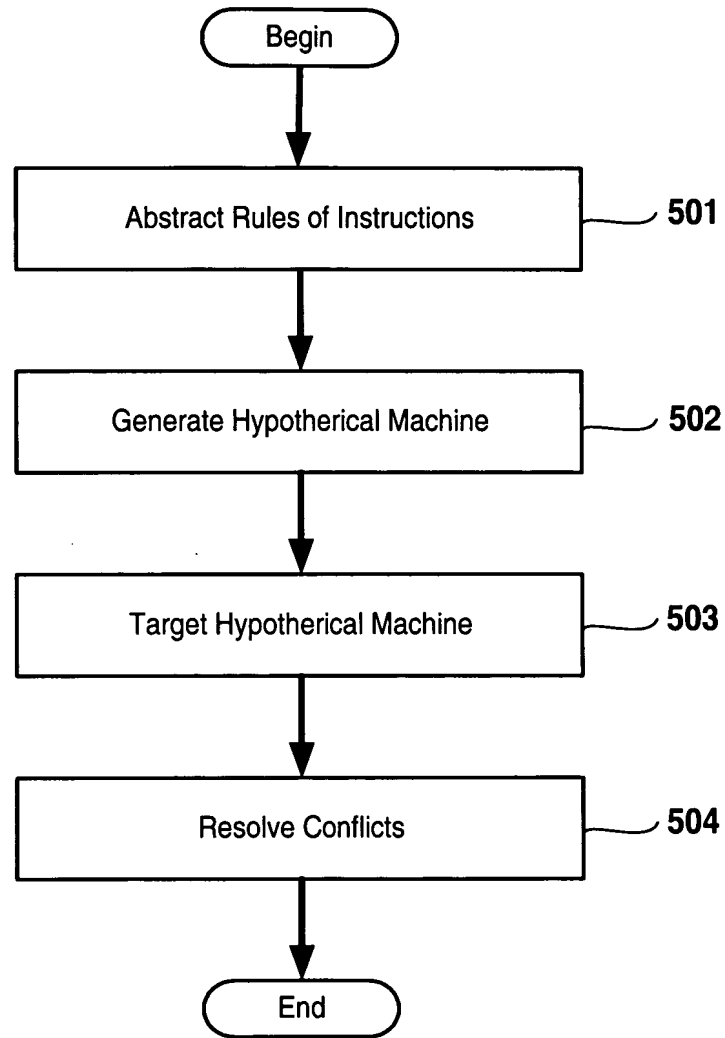 Begin
Abstract Rules of Instructions
501
Generate Hypotherical Machine
502
Target Hypotherical Machine
503
Resolve Conflicts
504
End